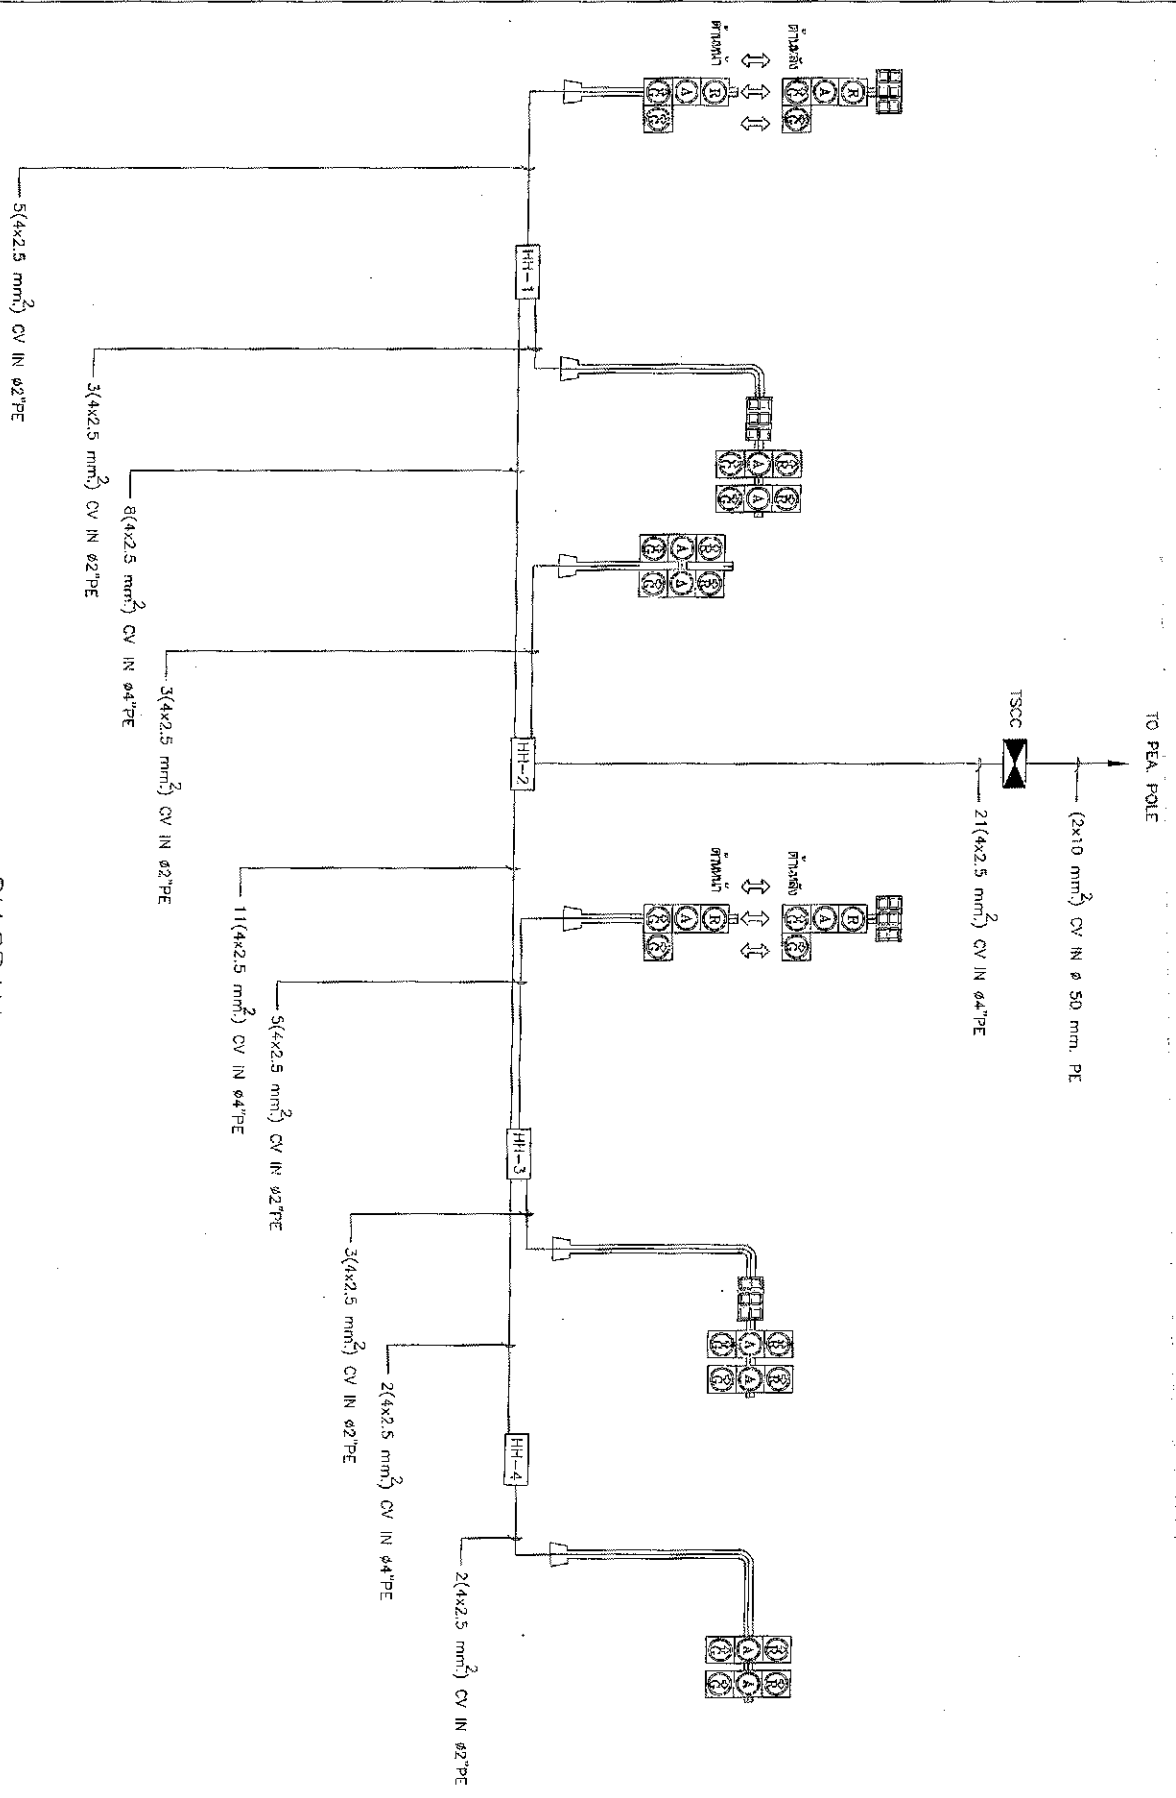 TO PEA. POLE
(2x10 mm.²) CV IN ø 50 mm. PE
TSCC
21(4x2.5 mm.²) CV IN ø4"PE
ด้านหลัง
ด้านหน้า
R
A
G
G
R
A
G
G
R
A
G
R
A
G
R
A
G
R
A
G
ด้านหลัง
ด้านหน้า
R
A
G
G
R
A
G
G
R
A
G
R
A
G
R
A
G
R
A
G
HH-1
HH-2
HH-3
HH-4
5(4x2.5 mm.²) CV IN ø2"PE
3(4x2.5 mm.²) CV IN ø2"PE
8(4x2.5 mm.²) CV IN ø4"PE
3(4x2.5 mm.²) CV IN ø2"PE
11(4x2.5 mm.²) CV IN ø4"PE
5(4x2.5 mm.²) CV IN ø2"PE
3(4x2.5 mm.²) CV IN ø2"PE
2(4x2.5 mm.²) CV IN ø4"PE
2(4x2.5 mm.²) CV IN ø2"PE